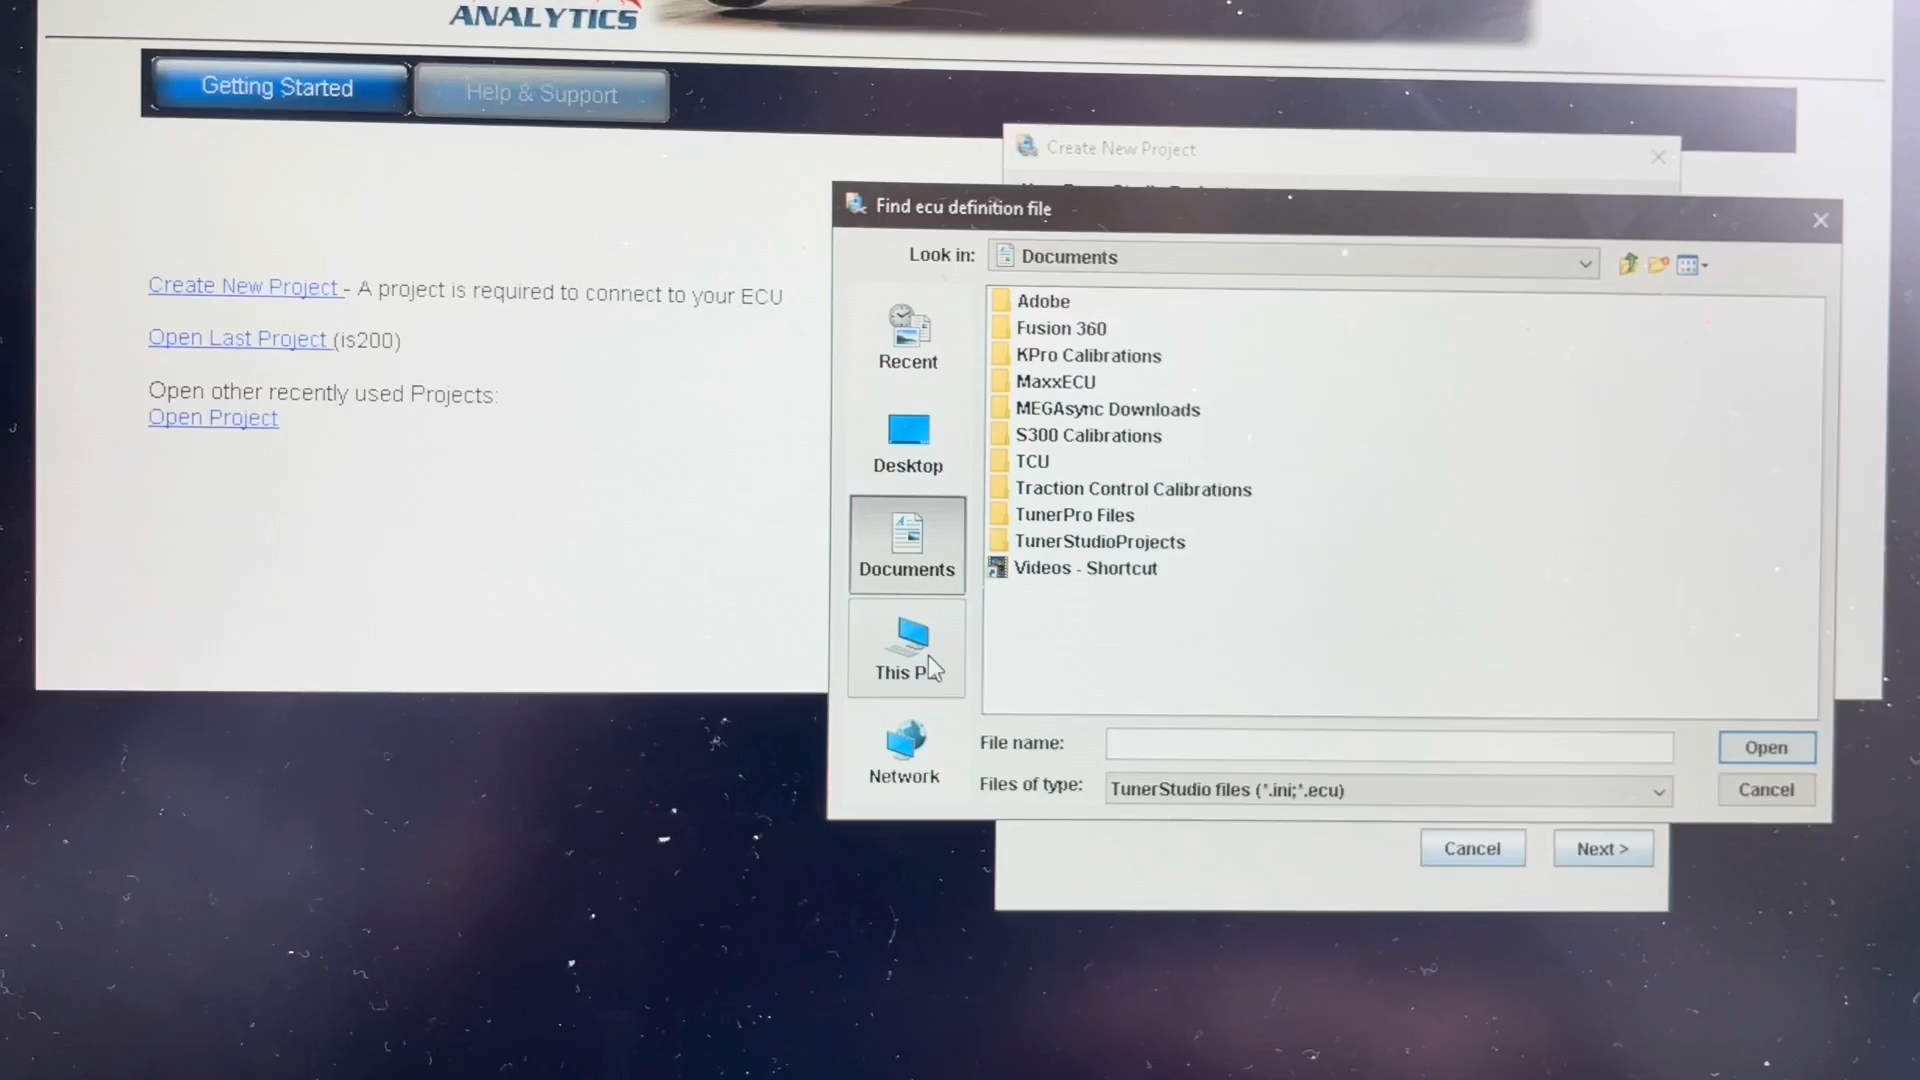 ANALYTICS
Getting Started
Help & Support
Create New Project
Find ecu definition file
Look in:
Documents
Create New Project - A project is required to connect to your ECU
Open Last Project (is200)
Open other recently used Projects:
Open Project
Recent
Desktop
Documents
This P
Network
Adobe
Fusion 360
KPro Calibrations
MaxxECU
MEGAsync Downloads
S300 Calibrations
TCU
Traction Control Calibrations
TunerPro Files
TunerStudioProjects
Videos - Shortcut
File name:
Open
Files of type:
TunerStudio files (*.ini;*.ecu)
Cancel
Cancel
Next >